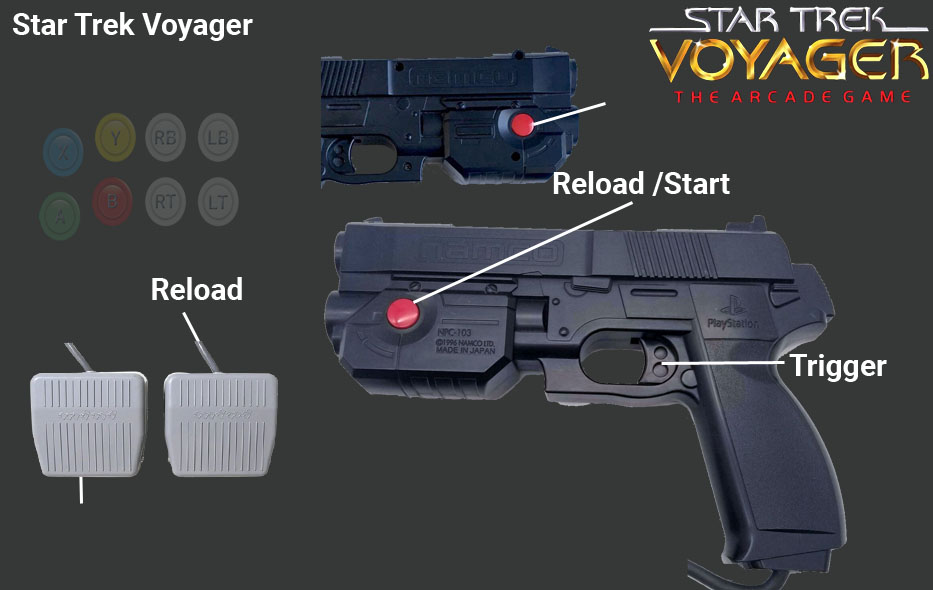 Star Trek Voyager
STAR TREK
VOYAGER
THE ARCADE GAME
namco
X
Y
RB
LB
A
B
RT
LT
Reload /Start
Reload
namco
NPC-103
©1996 NAMCO LTD.
MADE IN JAPAN
PlayStation
Trigger